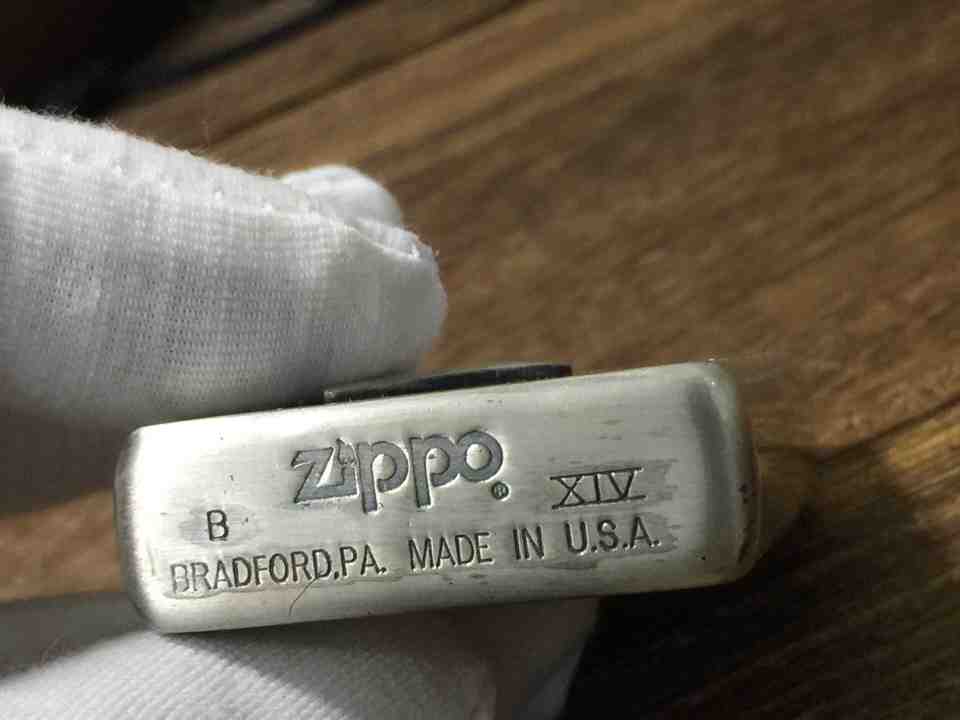 zippo®
B XIV
BRADFORD,PA. MADE IN U.S.A.